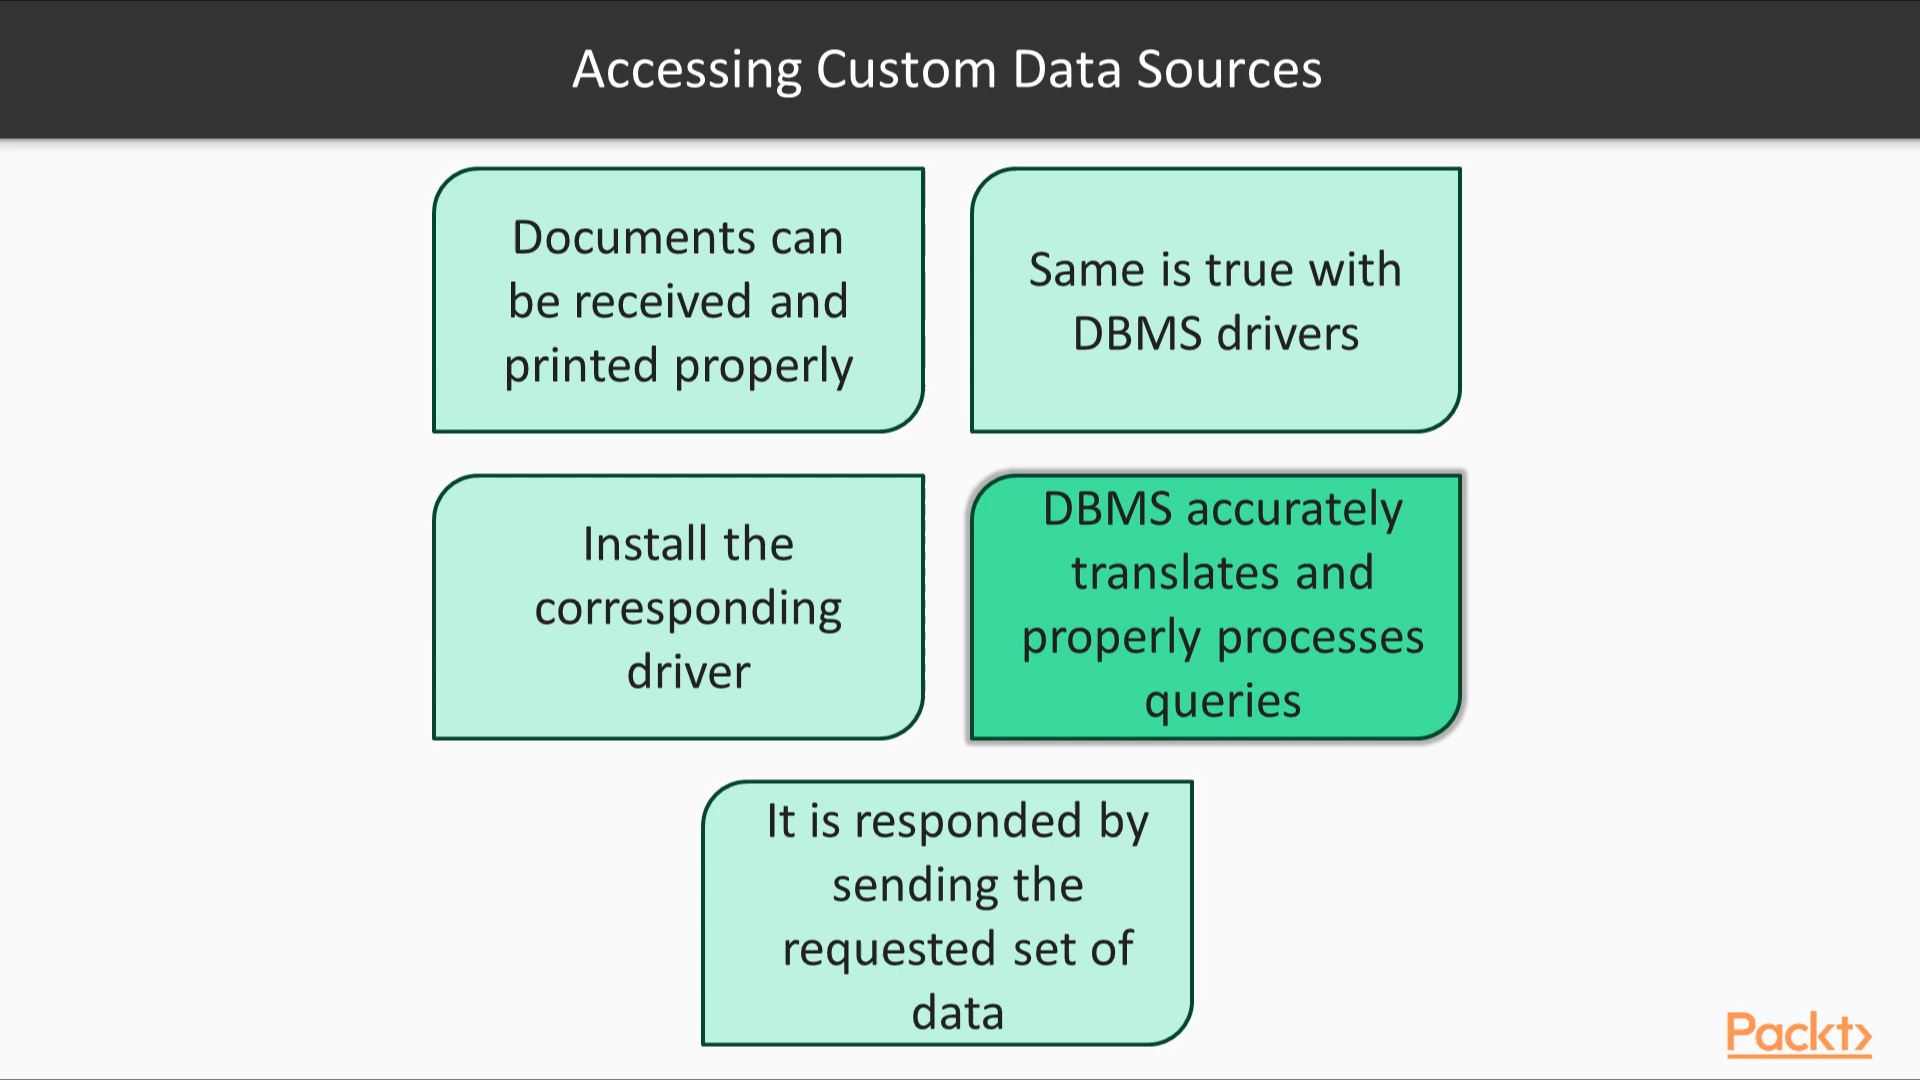 Accessing Custom Data Sources
Documents can
be received and
printed properly
Same is true with
DBMS drivers
Install the
corresponding
driver
DBMS accurately
translates and
properly processes
queries
It is responded by
sending the
requested set of
data
Packt>